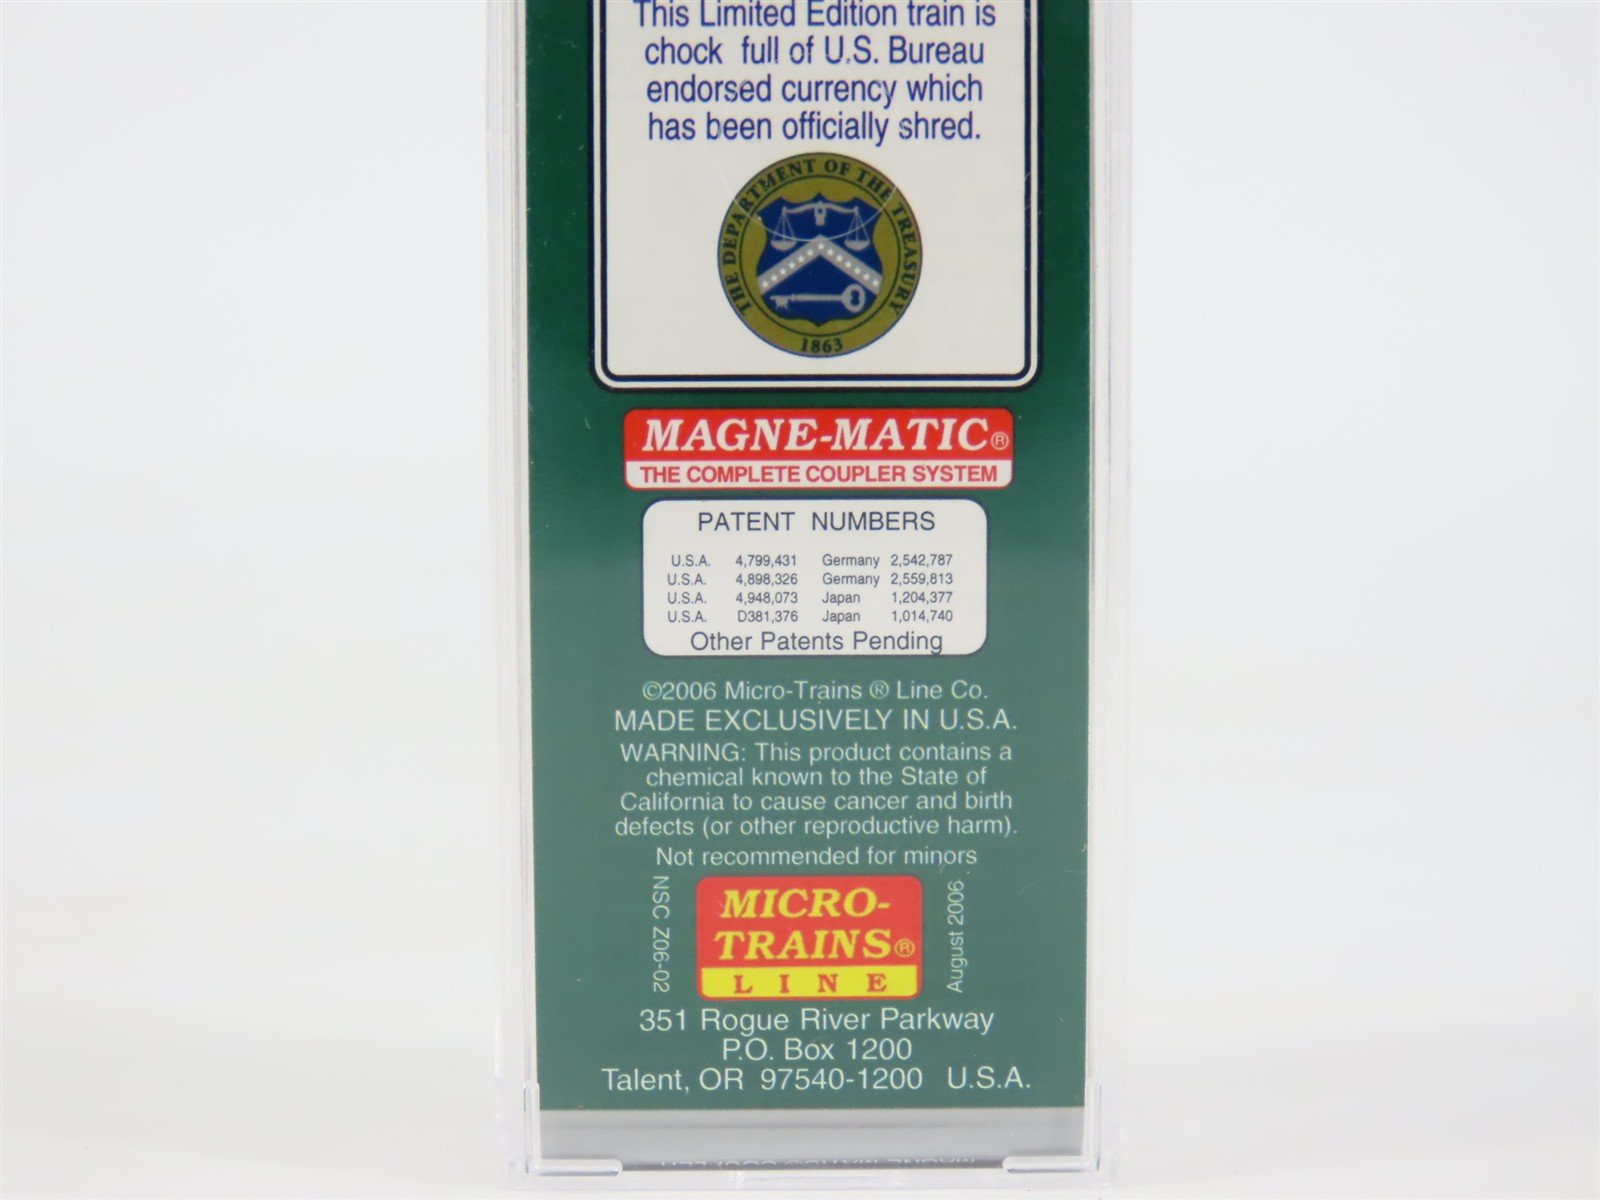 This Limited Edition train is
chock full of U.S. Bureau
endorsed currency which
has been officially shred.
THE DEPARTMENT OF THE TREASURY
1863
MAGNE-MATIC®
THE COMPLETE COUPLER SYSTEM
PATENT NUMBERS
U.S.A. 4,799,431 Germany 2,542,787
U.S.A. 4,898,326 Germany 2,559,813
U.S.A. 4,948,073 Japan 1,204,377
U.S.A. D381,376 Japan 1,014,740
Other Patents Pending
©2006 Micro-Trains ® Line Co.
MADE EXCLUSIVELY IN U.S.A.
WARNING: This product contains a
chemical known to the State of
California to cause cancer and birth
defects (or other reproductive harm).
Not recommended for minors
NSC Z06-02
MICRO-
TRAINS®
LINE
August 2006
351 Rogue River Parkway
P.O. Box 1200
Talent, OR 97540-1200 U.S.A.